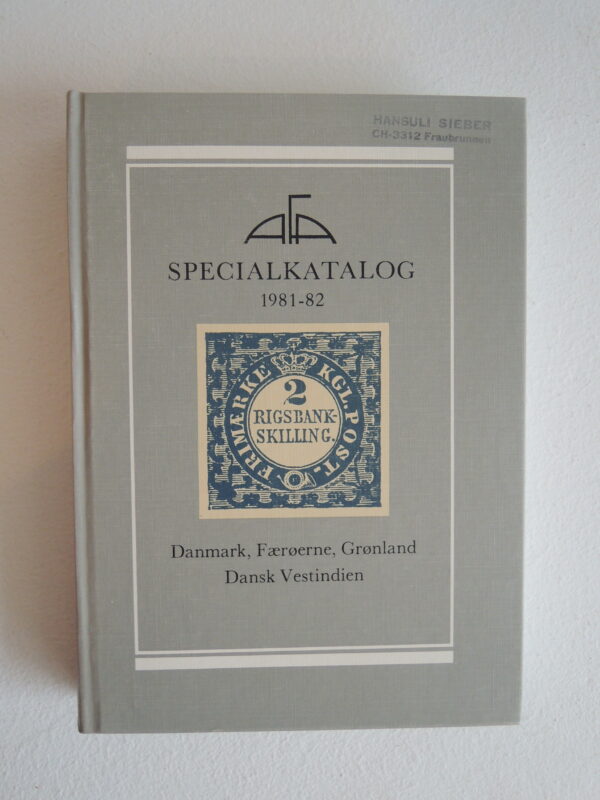 HANSULI SIEBER
CH-3312 Fraubrunnen
AFA
SPECIALKATALOG
1981-82
2
RIGSBANK-
SKILLING.
FRIMÆRKE KGL. POST-
Danmark, Færøerne, Grønland
Dansk Vestindien